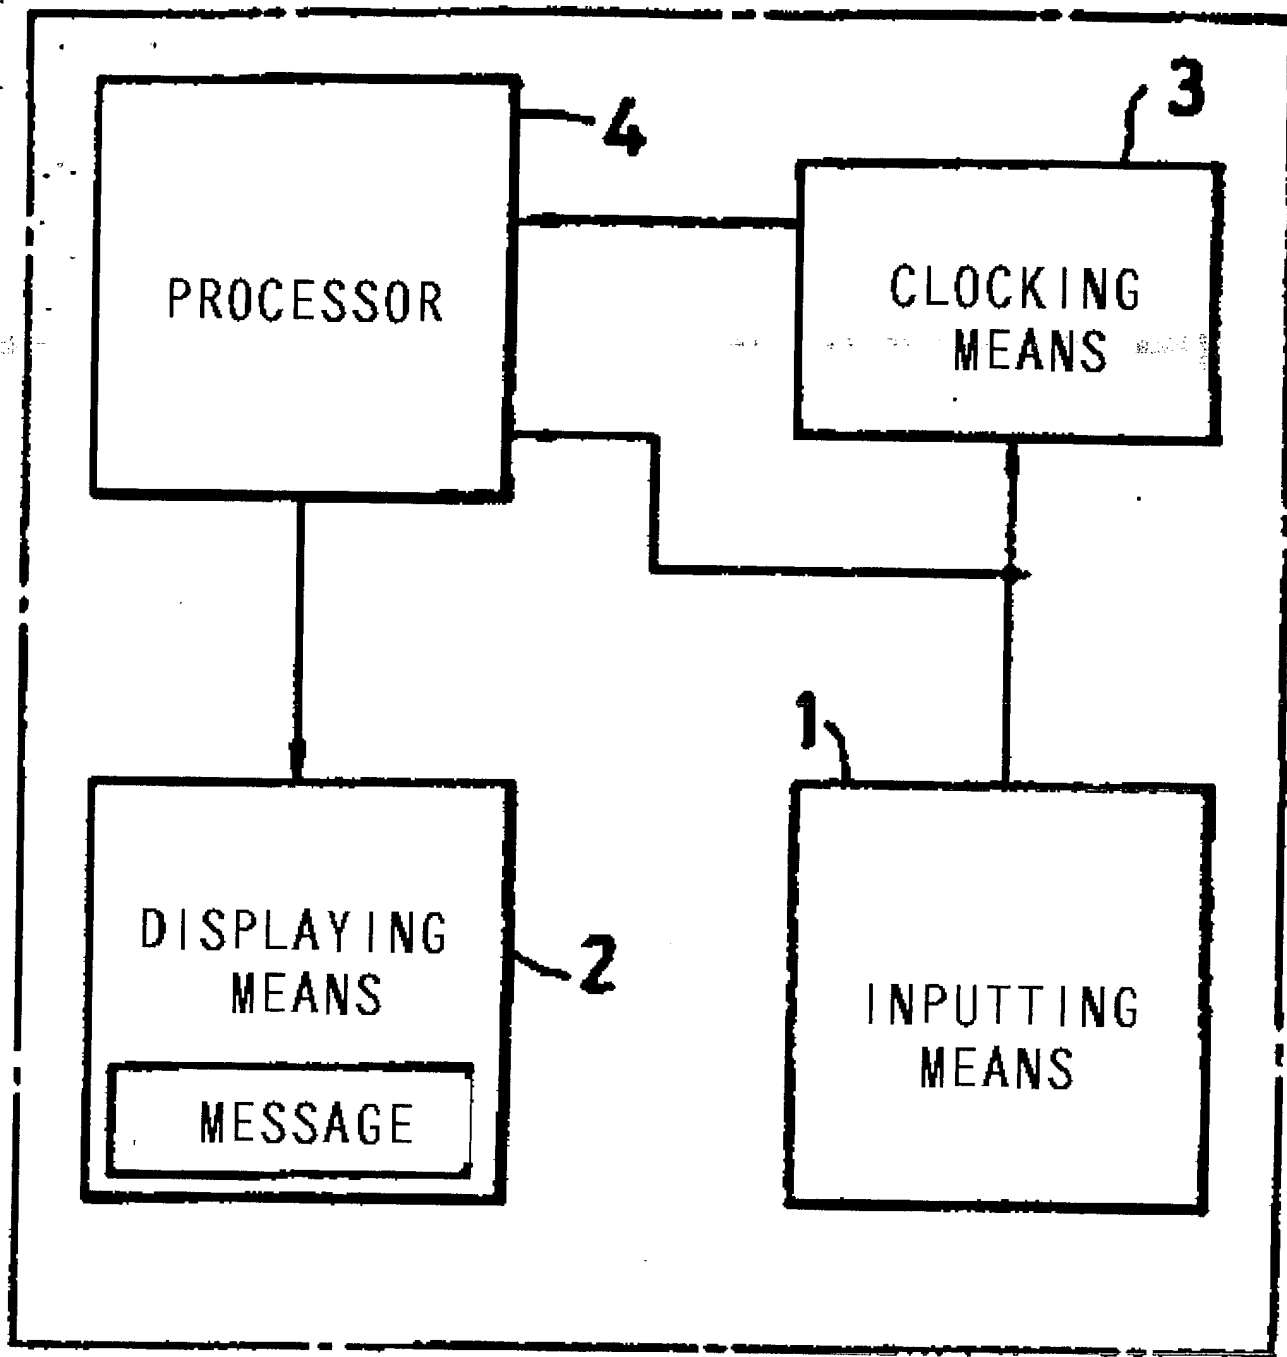 4
3
PROCESSOR
CLOCKING
MEANS
1
DISPLAYING
MEANS
2
INPUTTING
MEANS
MESSAGE